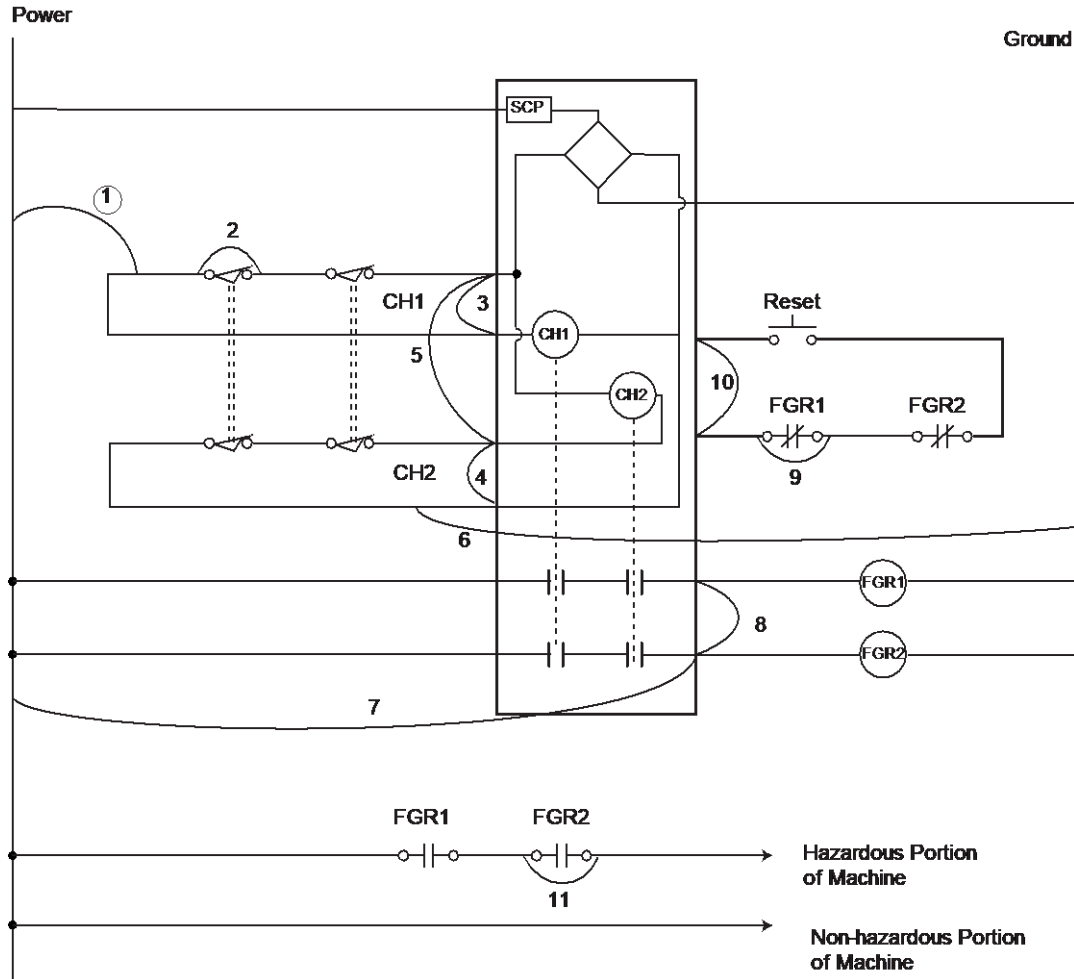 Power
Ground
SCP
1
2
CH1
3
CH1
Reset
5
10
CH2
FGR1
FGR2
CH2
4
9
6
FGR1
8
FGR2
7
FGR1
FGR2
Hazardous Portion
of Machine
11
Non-hazardous Portion
of Machine